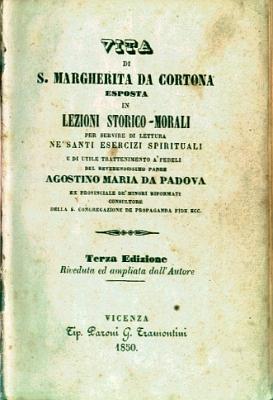 VITA
DI
S. MARGHERITA DA CORTONA
ESPOSTA
IN
LEZIONI STORICO-MORALI
PER SERVIRE DI LETTURA
NE' SANTI ESERCIZI SPIRITUALI
E DI UTILE TRATTENIMENTO A' FEDELI
DEL REVERENDISSIMO PADRE
AGOSTINO MARIA DA PADOVA
EX PROVINCIALE DE' MINORI RIFORMATI
CONSULTORE
DELLA S. CONGREGAZIONE DE PROPAGANDA FIDE ECC.
Terza Edizione
Riveduta ed ampliata dall'Autore
VICENZA
Tip. Paroni G. Tramontini
1850.